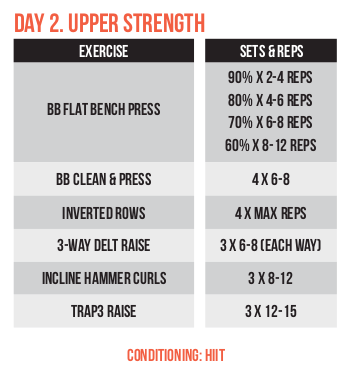 DAY 2. UPPER STRENGTH
EXERCISE SETS & REPS
BB FLAT BENCH PRESS
90% X 2-4 REPS
80% X 4-6 REPS
70% X 6-8 REPS
60% X 8-12 REPS
BB CLEAN & PRESS 4 X 6-8
INVERTED ROWS 4 X MAX REPS
3-WAY DELT RAISE 3 X 6-8 (EACH WAY)
INCLINE HAMMER CURLS 3 X 8-12
TRAP3 RAISE 3 X 12-15
CONDITIONING: HIIT